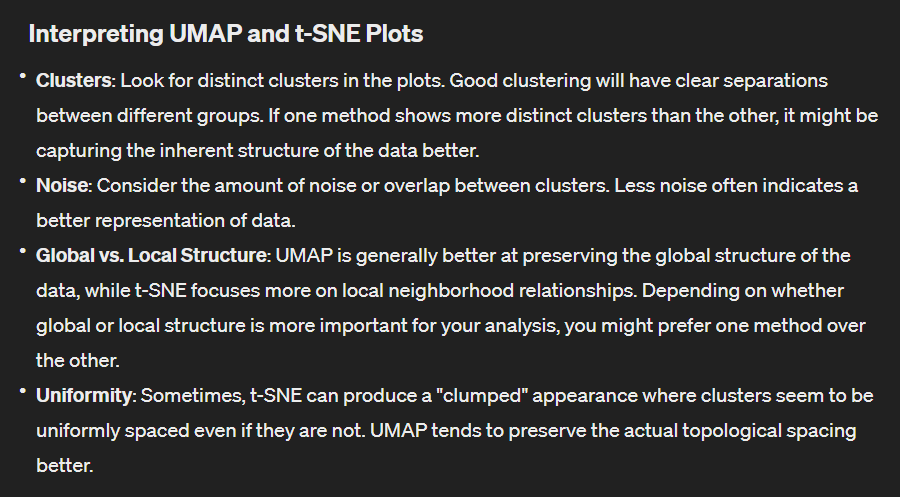 Interpreting UMAP and t-SNE Plots
• Clusters: Look for distinct clusters in the plots. Good clustering will have clear separations
between different groups. If one method shows more distinct clusters than the other, it might be
capturing the inherent structure of the data better.
• Noise: Consider the amount of noise or overlap between clusters. Less noise often indicates a
better representation of data.
• Global vs. Local Structure: UMAP is generally better at preserving the global structure of the
data, while t-SNE focuses more on local neighborhood relationships. Depending on whether
global or local structure is more important for your analysis, you might prefer one method over
the other.
• Uniformity: Sometimes, t-SNE can produce a "clumped" appearance where clusters seem to be
uniformly spaced even if they are not. UMAP tends to preserve the actual topological spacing
better.